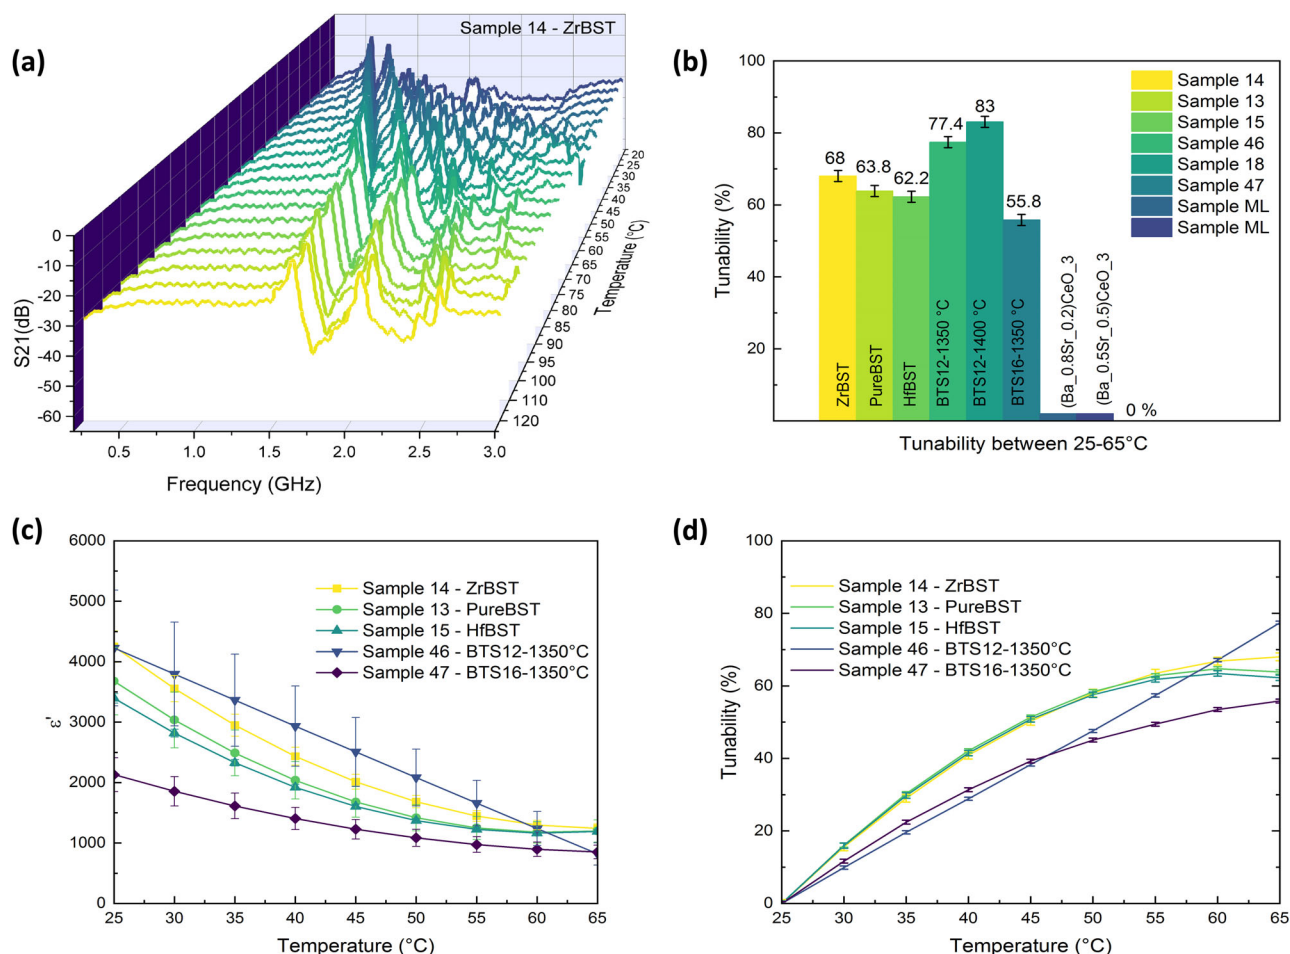 (a)
Sample 14 - ZrBST
0
-10
-20
-30
-40
-50
-60
S21(dB)
0.5
1.0
1.5
2.0
2.5
3.0
Frequency (GHz)
20
25
30
35
40
45
50
55
60
65
70
75
80
85
90
95
100
110
120
Temperature (°C)
(b)
100
80
60
40
20
Tunability (%)
68
63.8
62.2
77.4
83
55.8
ZrBST
PureBST
HfBST
BTS12-1350 °C
BTS12-1400 °C
BTS16-1350 °C
(Ba_0.8Sr_0.2)CeO_3
(Ba_0.5Sr_0.5)CeO_3
0 %
Sample 14
Sample 13
Sample 15
Sample 46
Sample 18
Sample 47
Sample ML
Sample ML
Tunability between 25-65°C
(c)
6000
5000
4000
3000
2000
1000
0
ε'
Sample 14 - ZrBST
Sample 13 - PureBST
Sample 15 - HfBST
Sample 46 - BTS12-1350°C
Sample 47 - BTS16-1350°C
25
30
35
40
45
50
55
60
65
Temperature (°C)
(d)
100
80
60
40
20
0
Tunability (%)
Sample 14 - ZrBST
Sample 13 - PureBST
Sample 15 - HfBST
Sample 46 - BTS12-1350°C
Sample 47 - BTS16-1350°C
25
30
35
40
45
50
55
60
65
Temperature (°C)